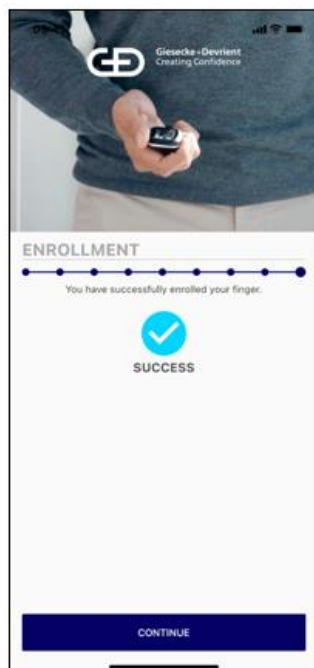 Giesecke+Devrient
Creating Confidence
ENROLLMENT
You have successfully enrolled your finger.
SUCCESS
CONTINUE